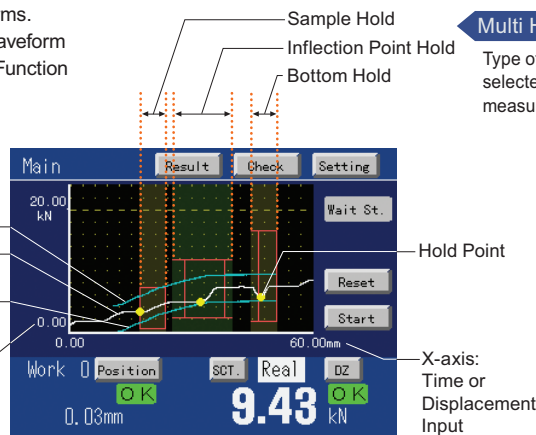 rms.
aveform
Function
Sample Hold
Inflection Point Hold
Bottom Hold
Multi H
Type o
selecte
measu
Main
Result
Check
Setting
20.00
kN
Wait St.
Hold Point
Reset
Start
0.00
0.00
60.00mm
X-axis:
Time or
Displacement
Input
Work 0
Position
SCT.
Real
DZ
OK
OK
0.03mm
9.43
kN